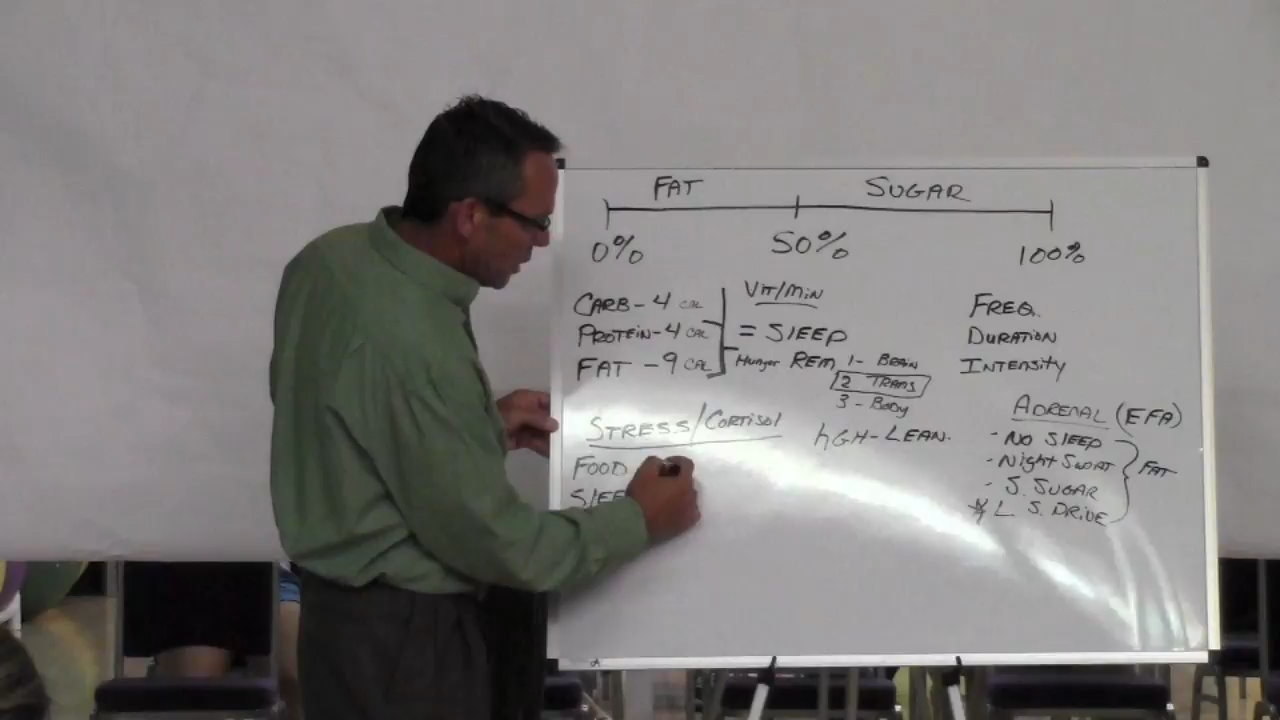 FAT SUGAR
0% 50% 100%
CARB - 4 CAL
PROTEIN - 4 CAL
FAT - 9 CAL
VIT/MIN
= SLEEP
Hunger REM 1 - BRAIN
2 TRANS
3 - BODY
FREQ.
DURATION
INTENSITY
STRESS/CORTISOL
FOOD
hGH-LEAN.
ADRENAL (EFA)
- NO SLEEP
- NIGHT SWEAT
- S. SUGAR
* L S. DRIVE
FAT